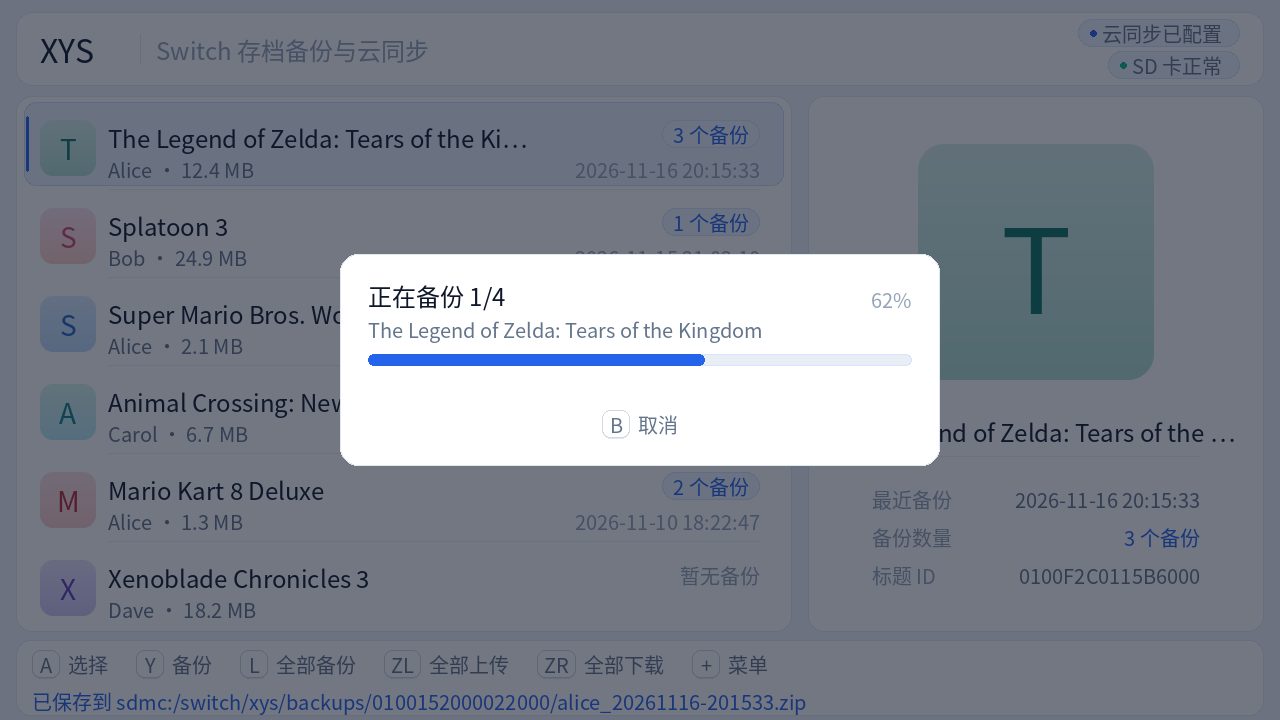 XYS
Switch 存档备份与云同步
云同步已配置
SD 卡正常
T
The Legend of Zelda: Tears of the Ki…
3 个备份
Alice • 12.4 MB
2026-11-16 20:15:33
S
Splatoon 3
1 个备份
Bob • 24.9 MB
S
Super Mario Bros.
Alice • 2.1 MB
A
Animal Crossing:
Carol • 6.7 MB
M
Mario Kart 8 Deluxe
2 个备份
Alice • 1.3 MB
2026-11-10 18:22:47
X
Xenoblade Chronicles 3
暂无备份
Dave • 18.2 MB
正在备份 1/4
62%
The Legend of Zelda: Tears of the Kingdom
B 取消
T
nd of Zelda: Tears of the …
最近备份 2026-11-16 20:15:33
备份数量 3 个备份
标题 ID 0100F2C0115B6000
A 选择 Y 备份 L 全部备份 ZL 全部上传 ZR 全部下载 + 菜单
已保存到 sdmc:/switch/xys/backups/0100152000022000/alice_20261116-201533.zip